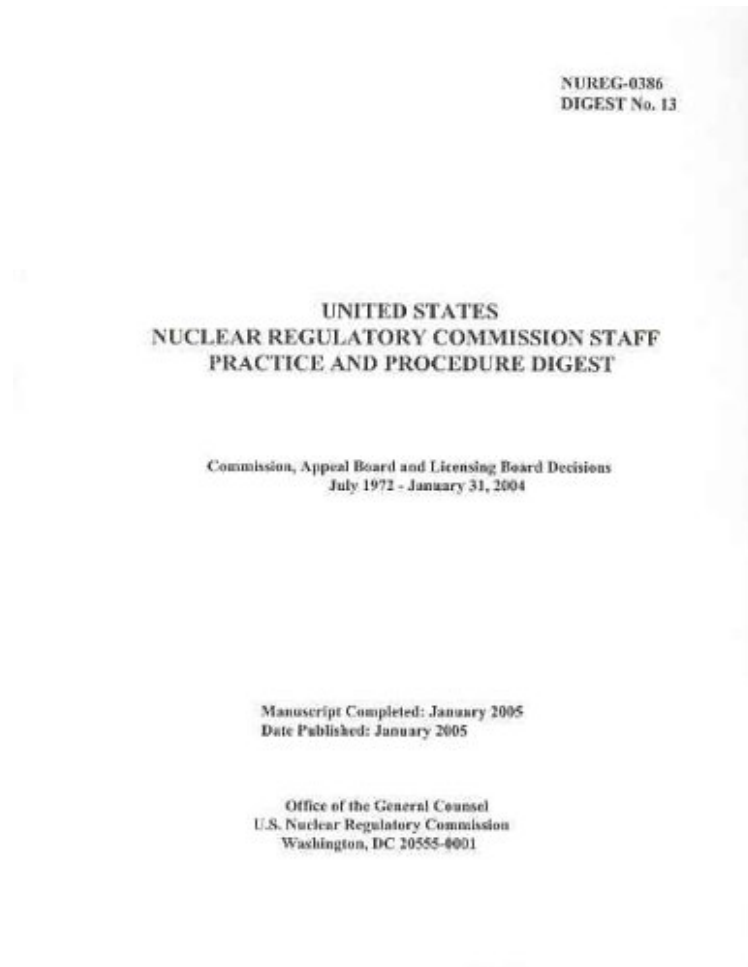 NUREG-0386
DIGEST No. 13
UNITED STATES
NUCLEAR REGULATORY COMMISSION STAFF
PRACTICE AND PROCEDURE DIGEST
Commission, Appeal Board and Licensing Board Decisions
July 1972 - January 31, 2004
Manuscript Completed: January 2005
Date Published: January 2005
Office of the General Counsel
U.S. Nuclear Regulatory Commission
Washington, DC 20555-0001